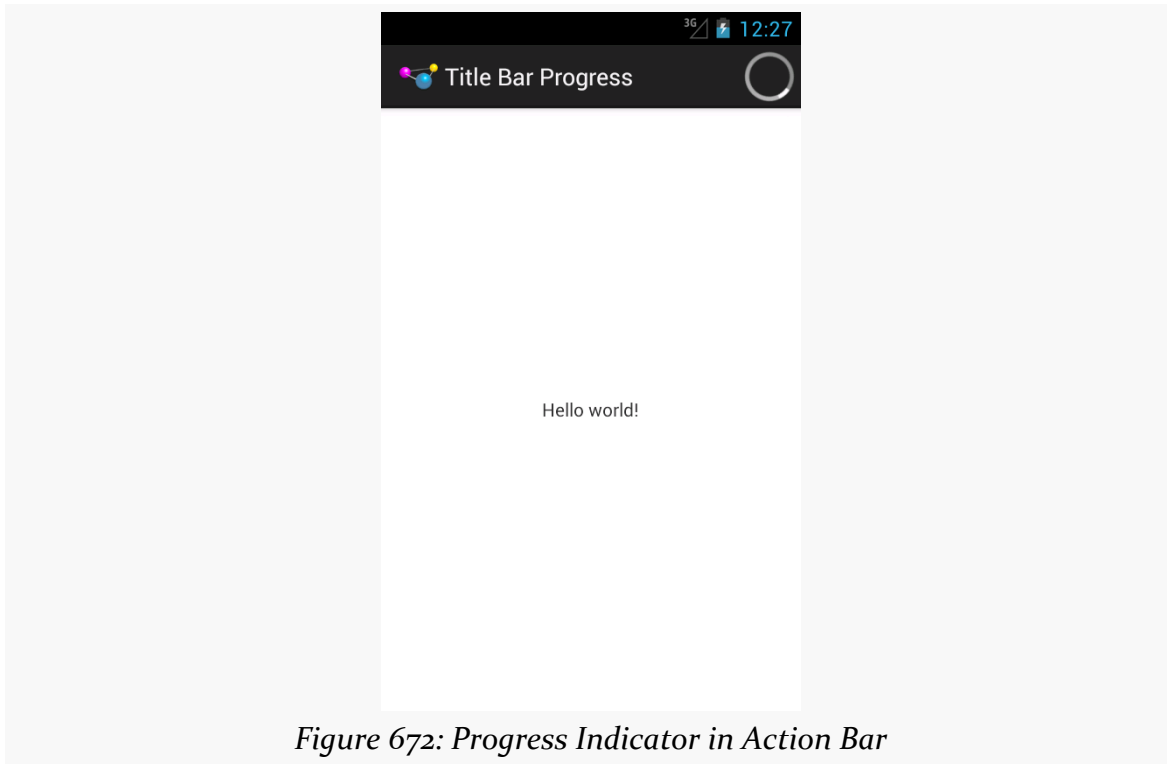 3G 12:27
Title Bar Progress
Hello world!
Figure 672: Progress Indicator in Action Bar